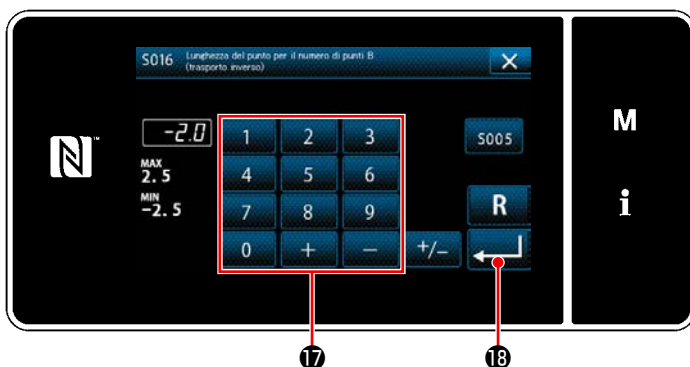 S016 Lunghezza del punto per il numero di punti B
(trasporto inverso)
-2.0
1 2 3
S005
MAX
2.5
4 5 6
MIN
-2.5
7 8 9
R
0 + − +/−
M
i
N
TM
⓱ ⓲